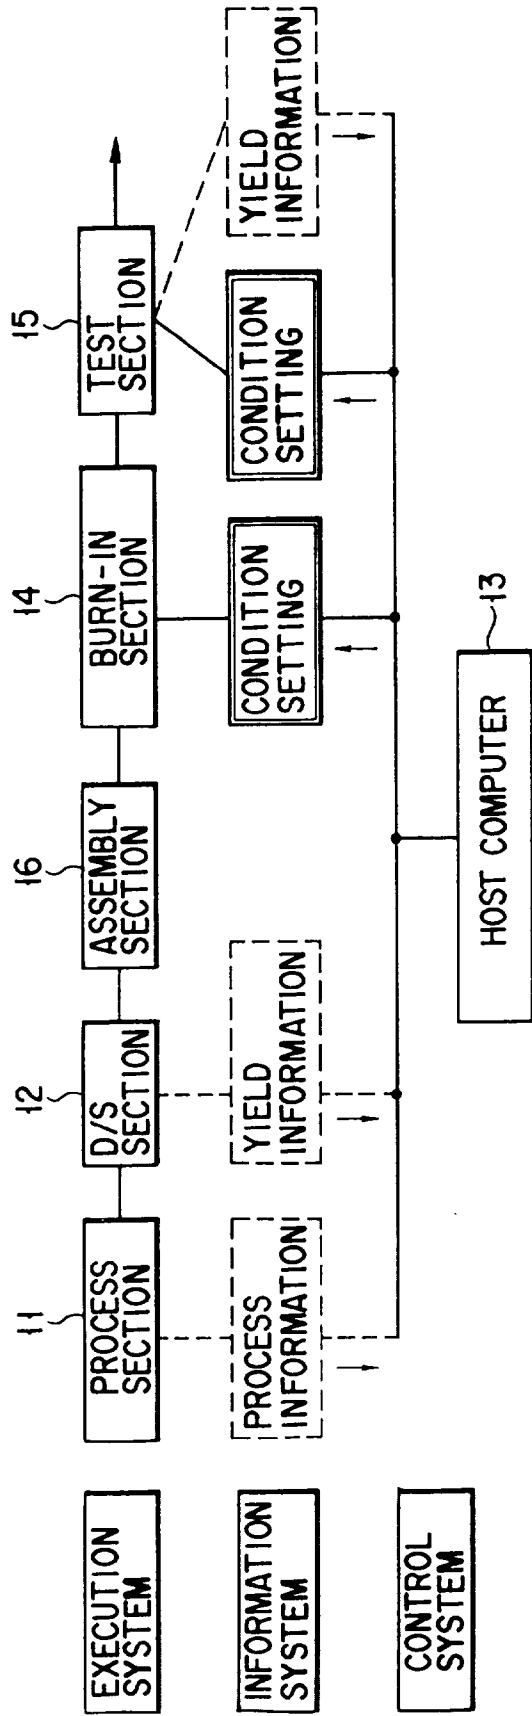 EXECUTION
SYSTEM
11
PROCESS
SECTION
12
D/S
SECTION
16
ASSEMBLY
SECTION
14
BURN-IN
SECTION
15
TEST
SECTION
INFORMATION
SYSTEM
PROCESS
INFORMATION
YIELD
INFORMATION
CONDITION
SETTING
CONDITION
SETTING
YIELD
INFORMATION
CONTROL
SYSTEM
HOST COMPUTER
13